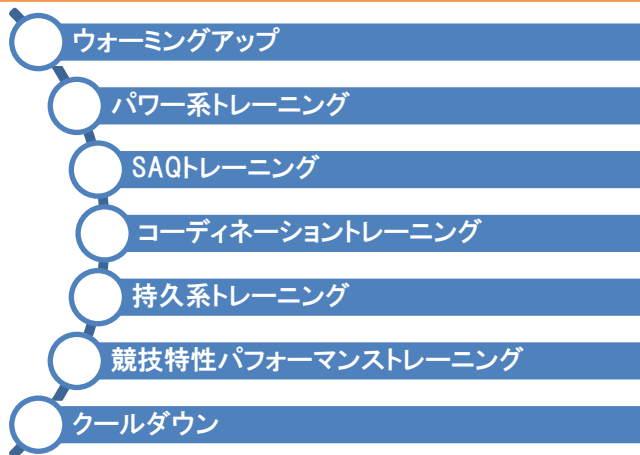 ウォーミングアップ
パワー系トレーニング
SAQトレーニング
コーディネーショントレーニング
持久系トレーニング
競技特性パフォーマンストレーニング
クールダウン